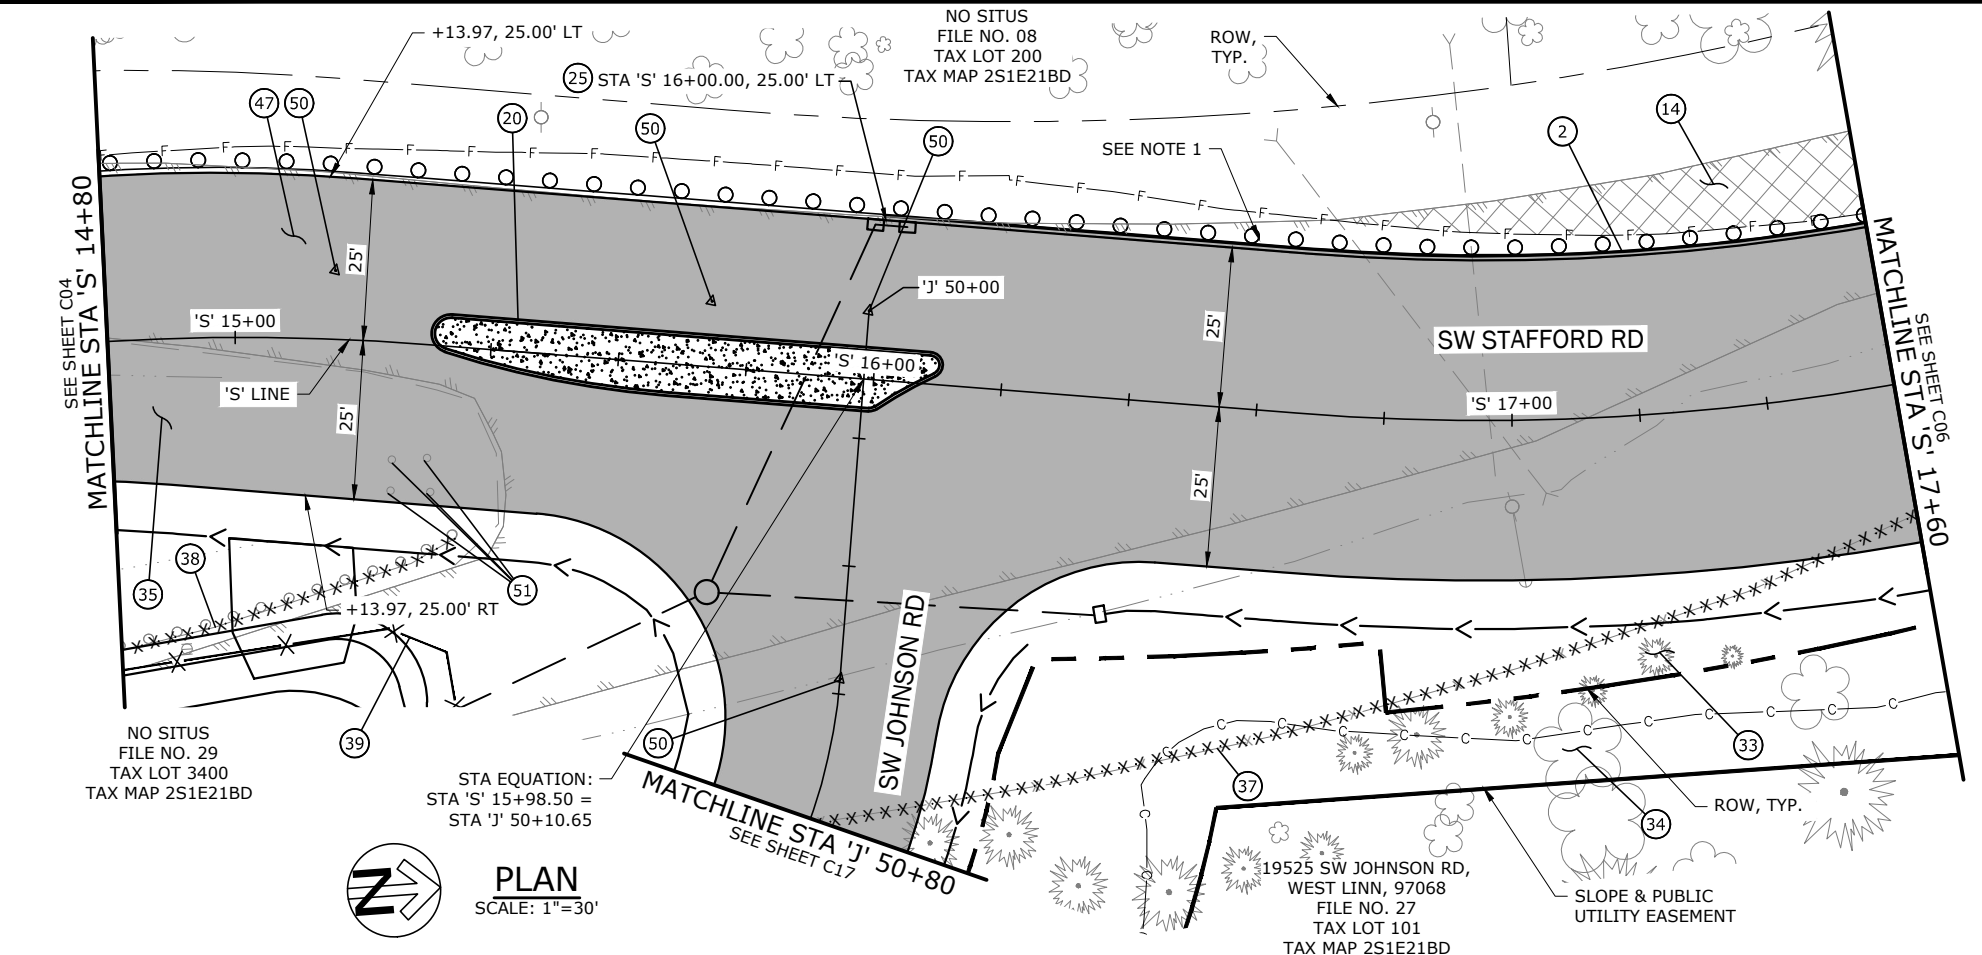 NO SITUS
FILE NO. 08
TAX LOT 200
TAX MAP 2S1E21BD
+13.97, 25.00' LT
25 STA 'S' 16+00.00, 25.00' LT
ROW,
TYP.
47
50
20
50
50
SEE NOTE 1
2
14
F F F F F F F F F F F F F F F F F F F F F F F F F F F F F
SEE SHEET C04
MATCHLINE STA 'S' 14+80
25'
'S' 15+00
'S' LINE
25'
'J' 50+00
'S' 16+00
25'
SW STAFFORD RD
'S' 17+00
25'
MATCHLINE STA 'S' 17+60
SEE SHEET C06
35
38
51
+13.97, 25.00' RT
39
50
SW JOHNSON RD
NO SITUS
FILE NO. 29
TAX LOT 3400
TAX MAP 2S1E21BD
STA EQUATION:
STA 'S' 15+98.50 =
STA 'J' 50+10.65
MATCHLINE STA 'J' 50+80
SEE SHEET C17
C C C C C C C C C C C C C C C
37
33
34
ROW, TYP.
N
PLAN
SCALE: 1"=30'
19525 SW JOHNSON RD,
WEST LINN, 97068
FILE NO. 27
TAX LOT 101
TAX MAP 2S1E21BD
SLOPE & PUBLIC
UTILITY EASEMENT